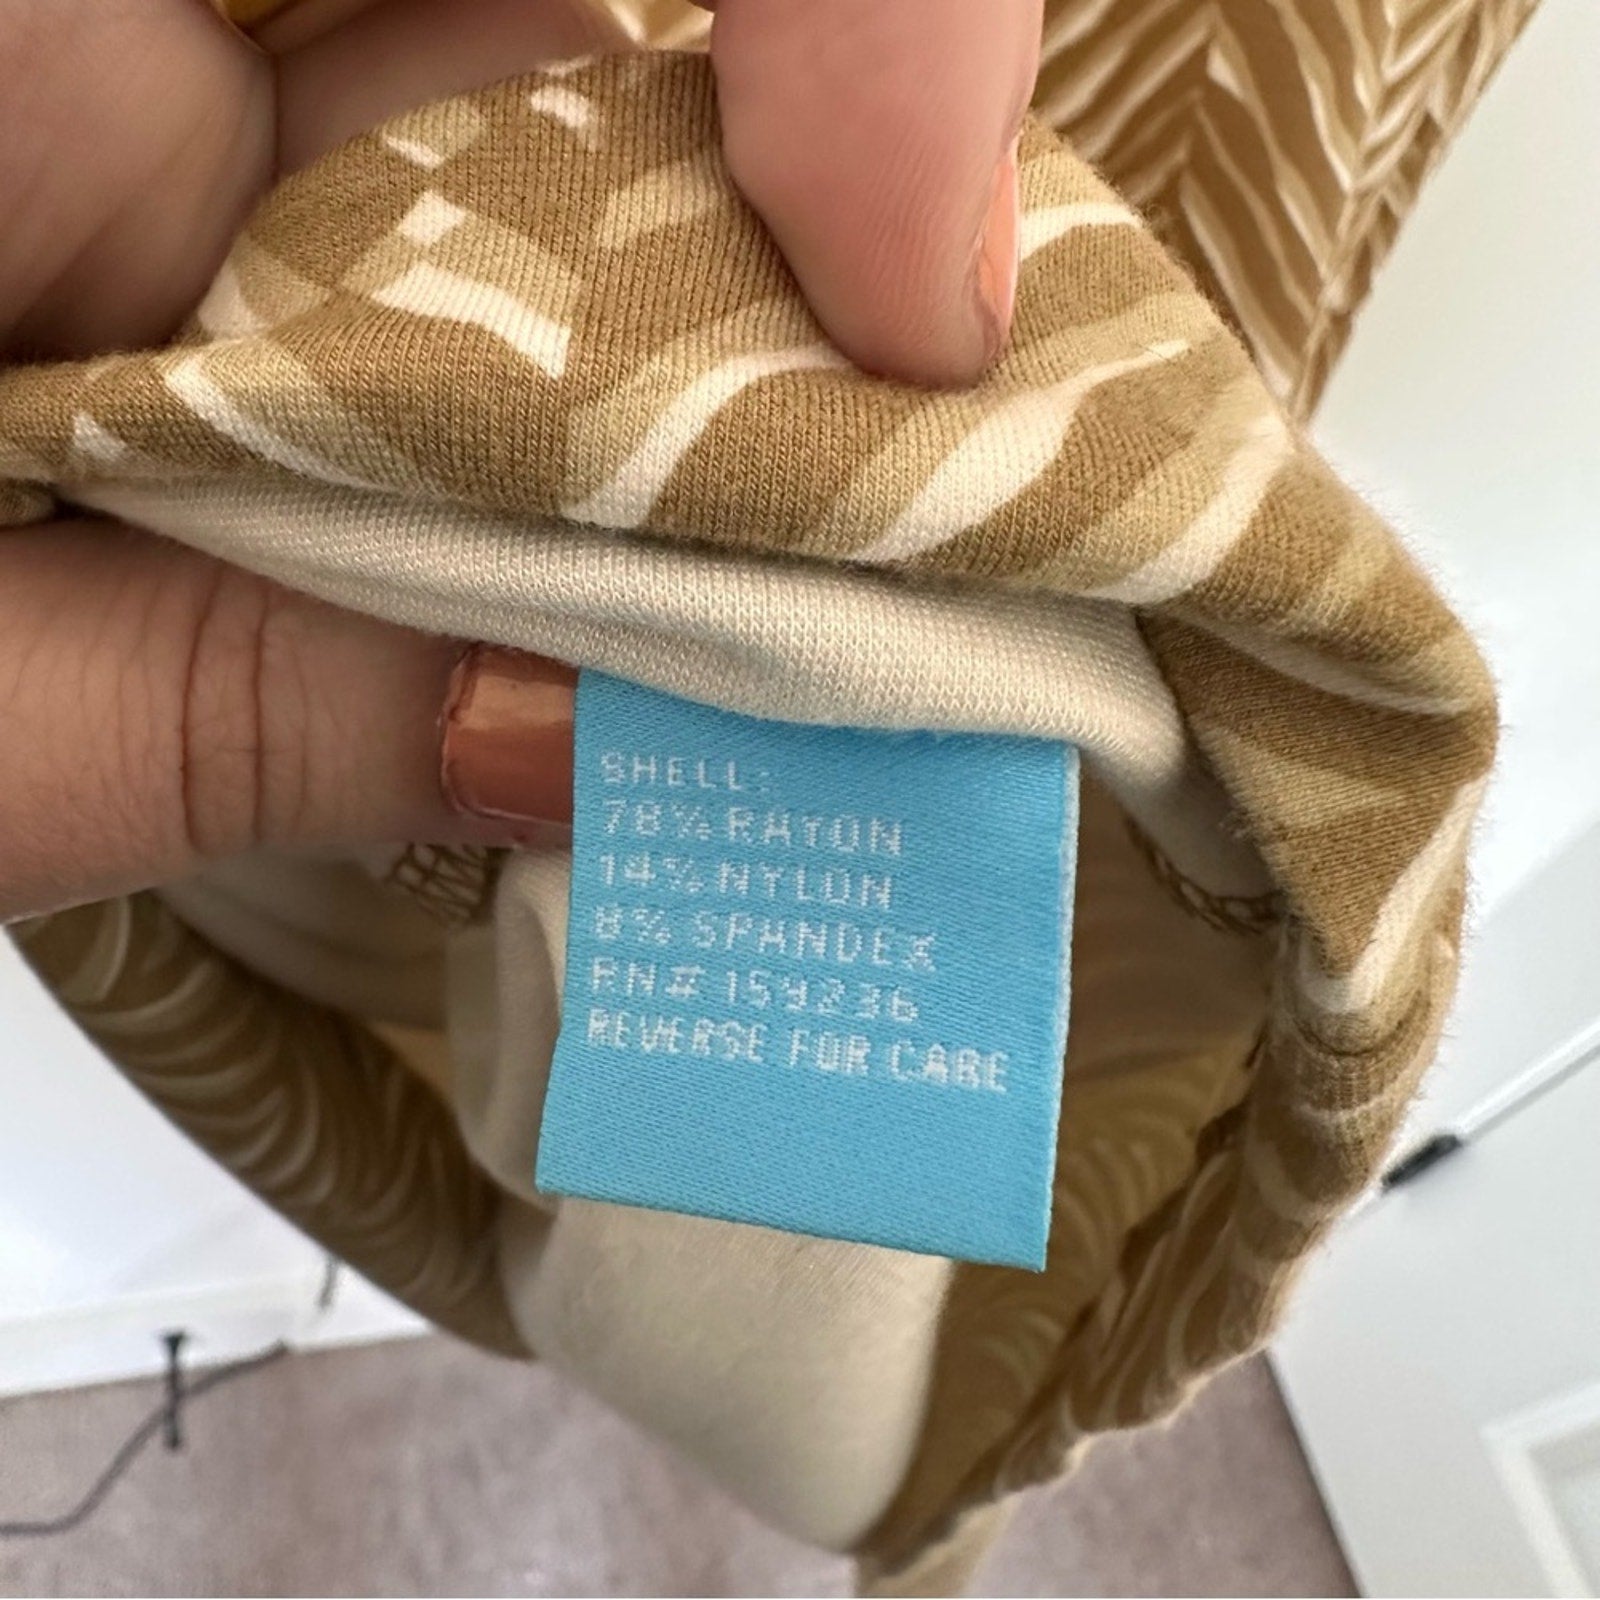 SHELL:
78% RAYON
14% NYLON
8% SPANDEX
RN# 159236
REVERSE FOR CARE